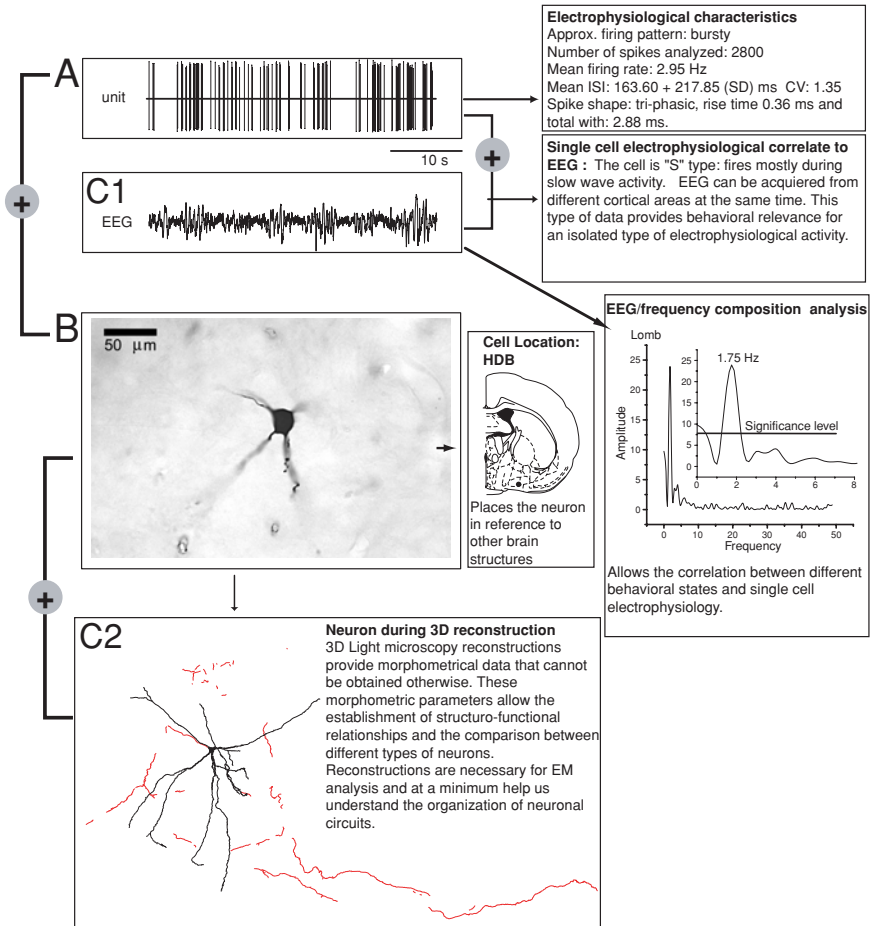 A
unit
10 s
Electrophysiological characteristics
Approx. firing pattern: bursty
Number of spikes analyzed: 2800
Mean firing rate: 2.95 Hz
Mean ISI: 163.60 + 217.85 (SD) ms  CV: 1.35
Spike shape: tri-phasic, rise time 0.36 ms and
total with: 2.88 ms.
+
+
C1
EEG
Single cell electrophysiological correlate to
EEG :  The cell is "S" type: fires mostly during
slow wave activity.   EEG can be acquiered from
different cortical areas at the same time. This
type of data provides behavioral relevance for
an isolated type of electrophysiological activity.
B
50 μm
Cell Location:
HDB
Places the neuron
in reference to
other brain
structures
EEG/frequency composition  analysis
Lomb
Amplitude
25
20
15
10
5
0
0 10 20 30 40 50
Frequency
1.75 Hz
Significance level
25
20
15
10
5
0
0 2 4 6 8
Allows the correlation between different
behavioral states and single cell
electrophysiology.
+
C2
Neuron during 3D reconstruction
3D Light microscopy reconstructions
provide morphometrical data that cannot
be obtained otherwise. These
morphometric parameters allow the
establishment of structuro-functional
relationships and the comparison between
different types of neurons.
Reconstructions are necessary for EM
analysis and at a minimum help us
understand the organization of neuronal
circuits.